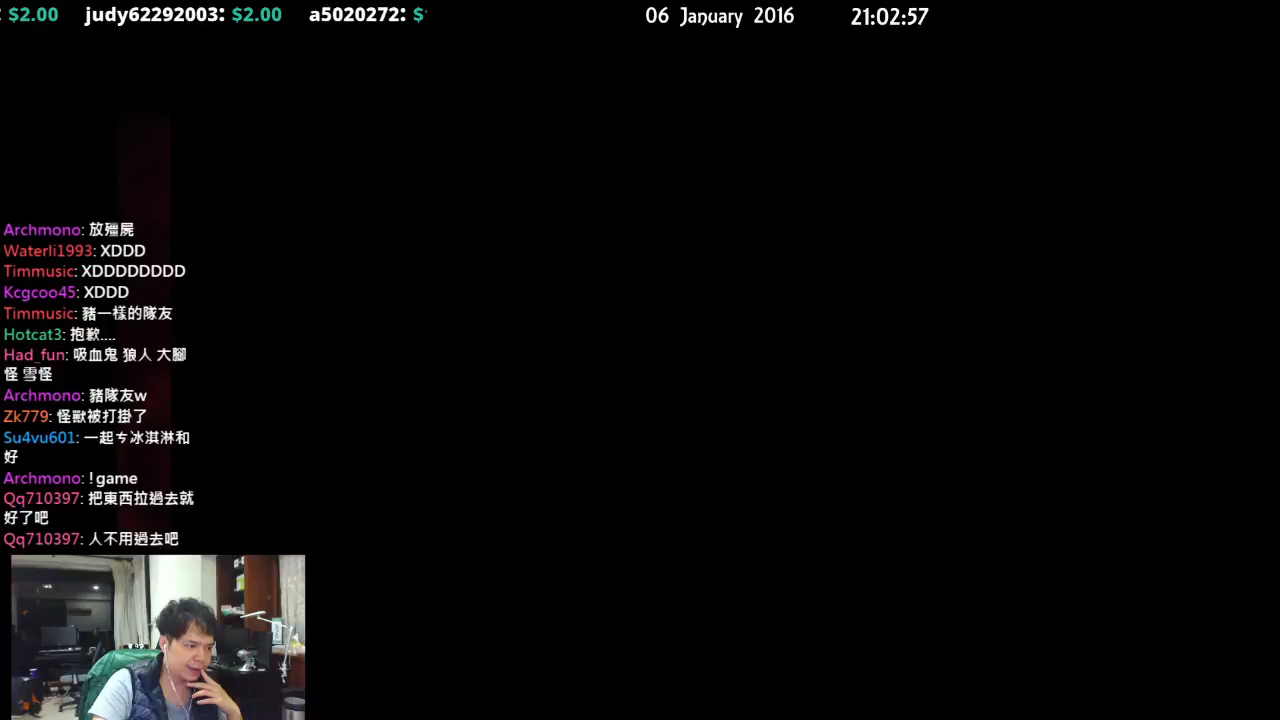 : $2.00 judy62292003: $2.00 a5020272: $
06 January 2016 21:02:57
Archmono: 放殭屍
Waterli1993: XDDD
Timmusic: XDDDDDDDD
Kcgcoo45: XDDD
Timmusic: 豬一樣的隊友
Hotcat3: 抱歉....
Had_fun: 吸血鬼 狼人 大腳
怪 雪怪
Archmono: 豬隊友w
Zk779: 怪獸被打掛了
Su4vu601: 一起ㄘ冰淇淋和
好
Archmono: !game
Qq710397: 把東西拉過去就
好了吧
Qq710397: 人不用過去吧